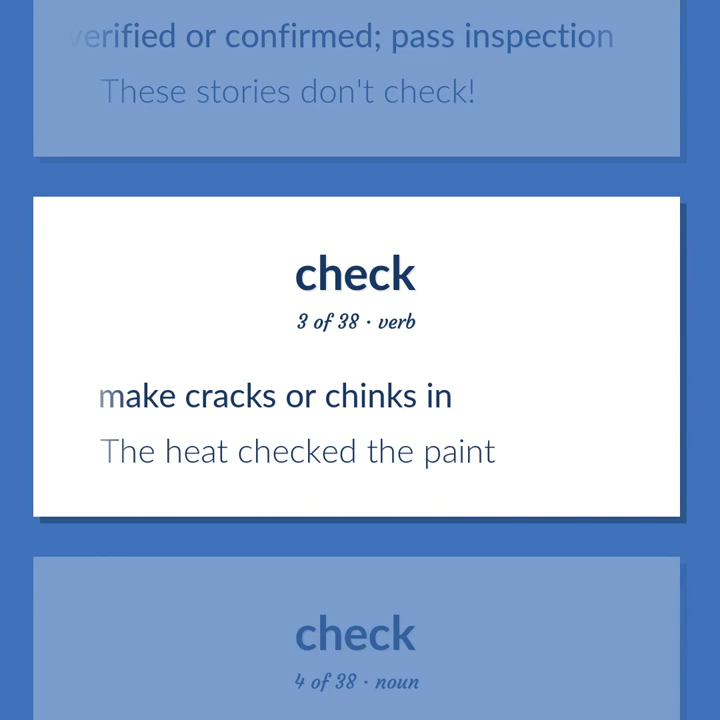 verified or confirmed; pass inspection
These stories don't check!
check
3 of 38 · verb
make cracks or chinks in
The heat checked the paint
check
4 of 38 · noun